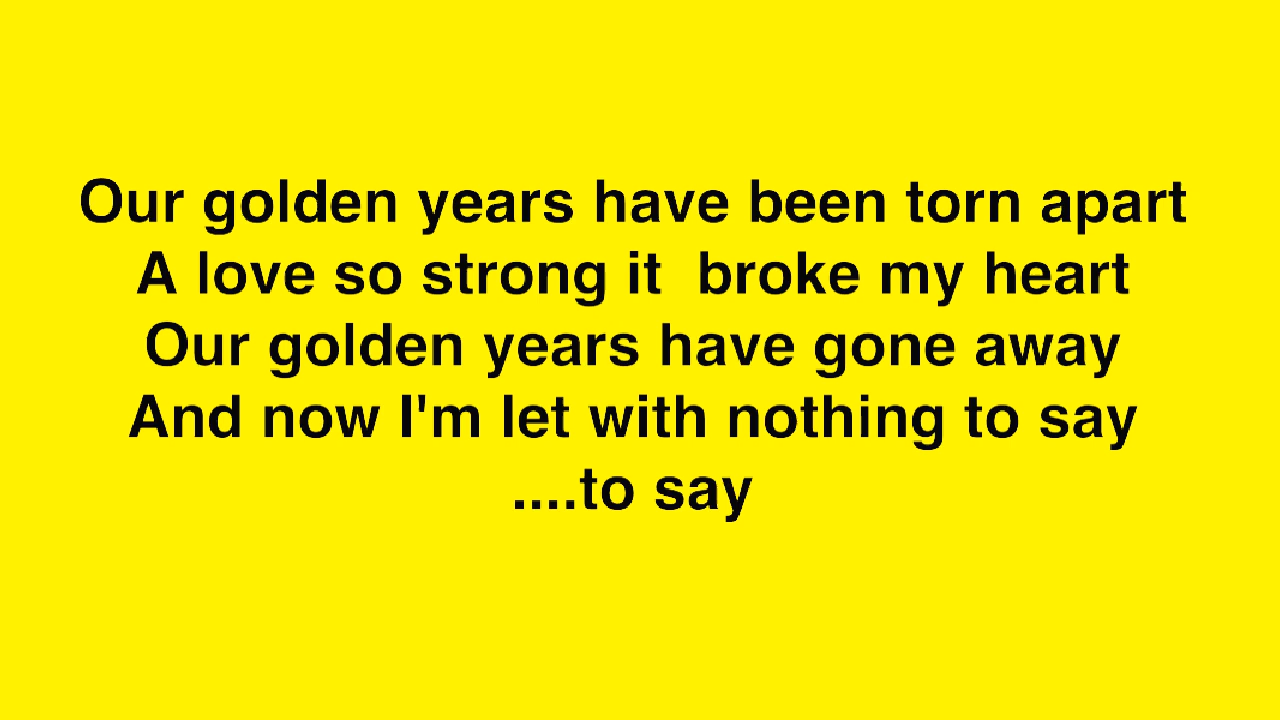 Our golden years have been torn apart
A love so strong it  broke my heart
Our golden years have gone away
And now I'm let with nothing to say
....to say